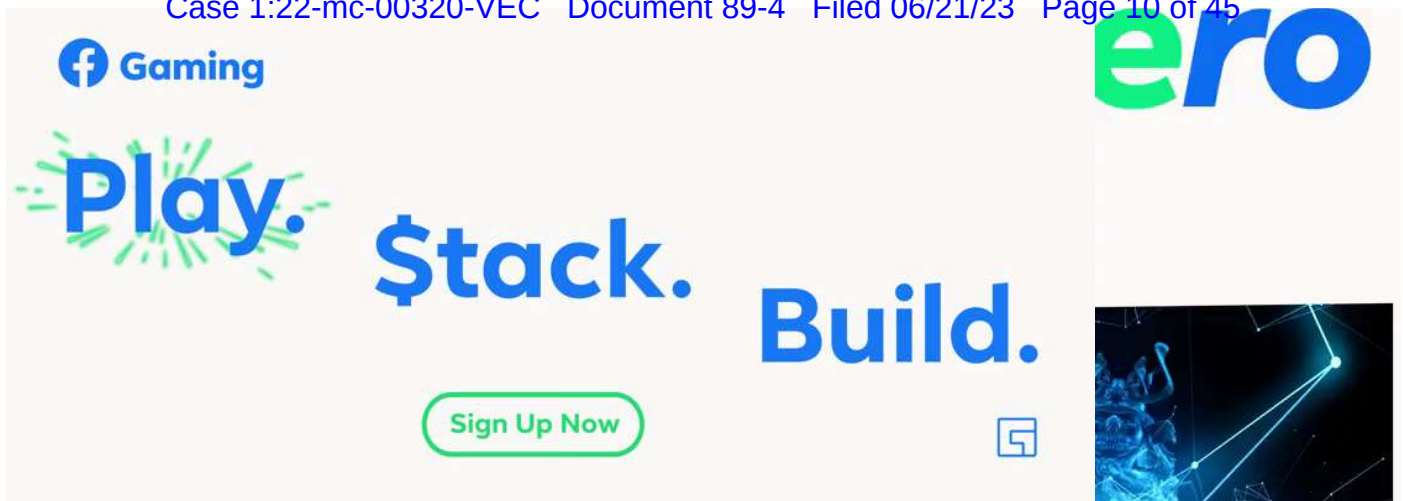 Case 1:22-mc-00320-VEC Document 89-4 Filed 06/21/23 Page 10 of 45
Gaming
ero
Play.
$tack.
Build.
Sign Up Now